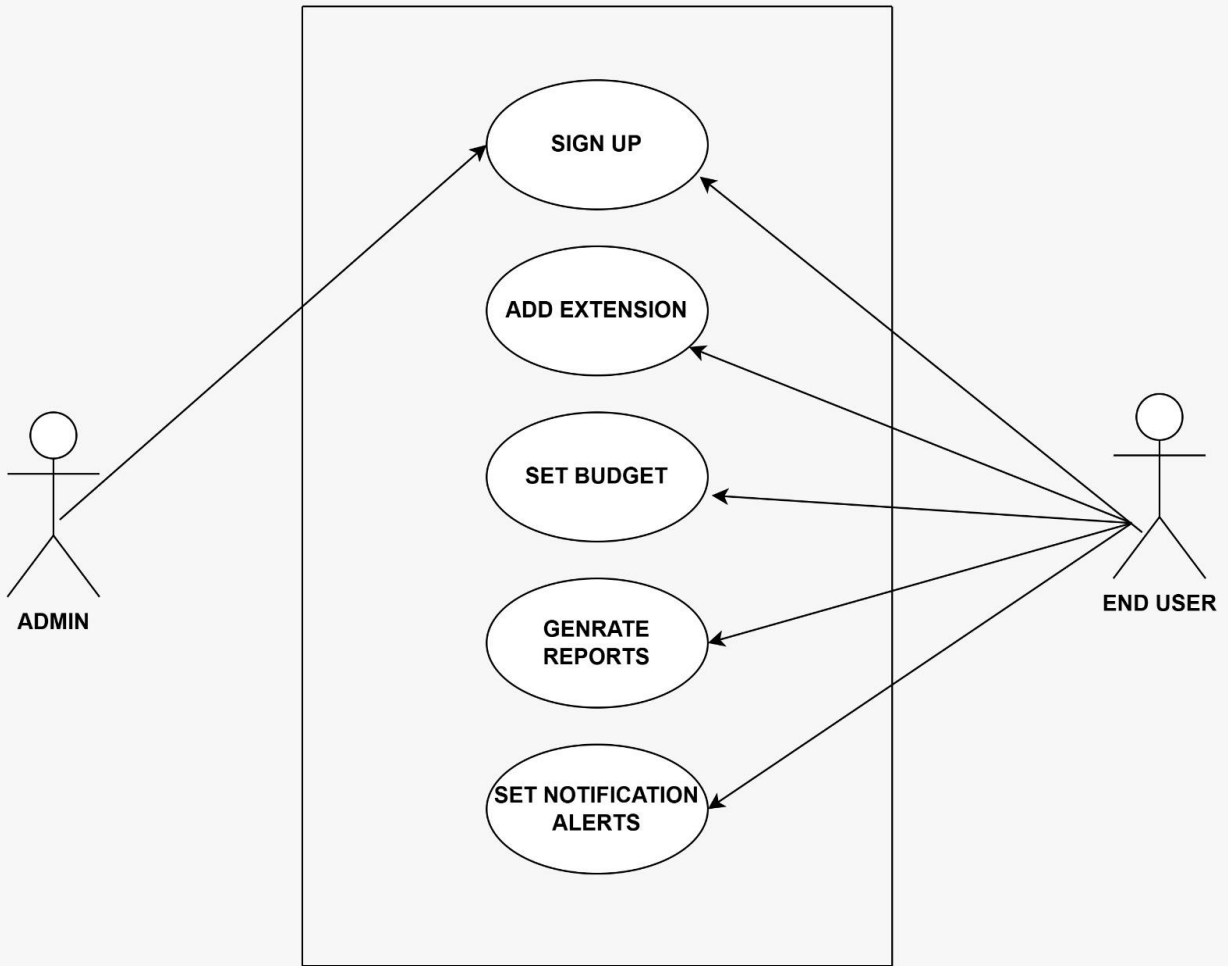 SIGN UP
ADD EXTENSION
SET BUDGET
GENRATE
REPORTS
SET NOTIFICATION
ALERTS
ADMIN
END USER